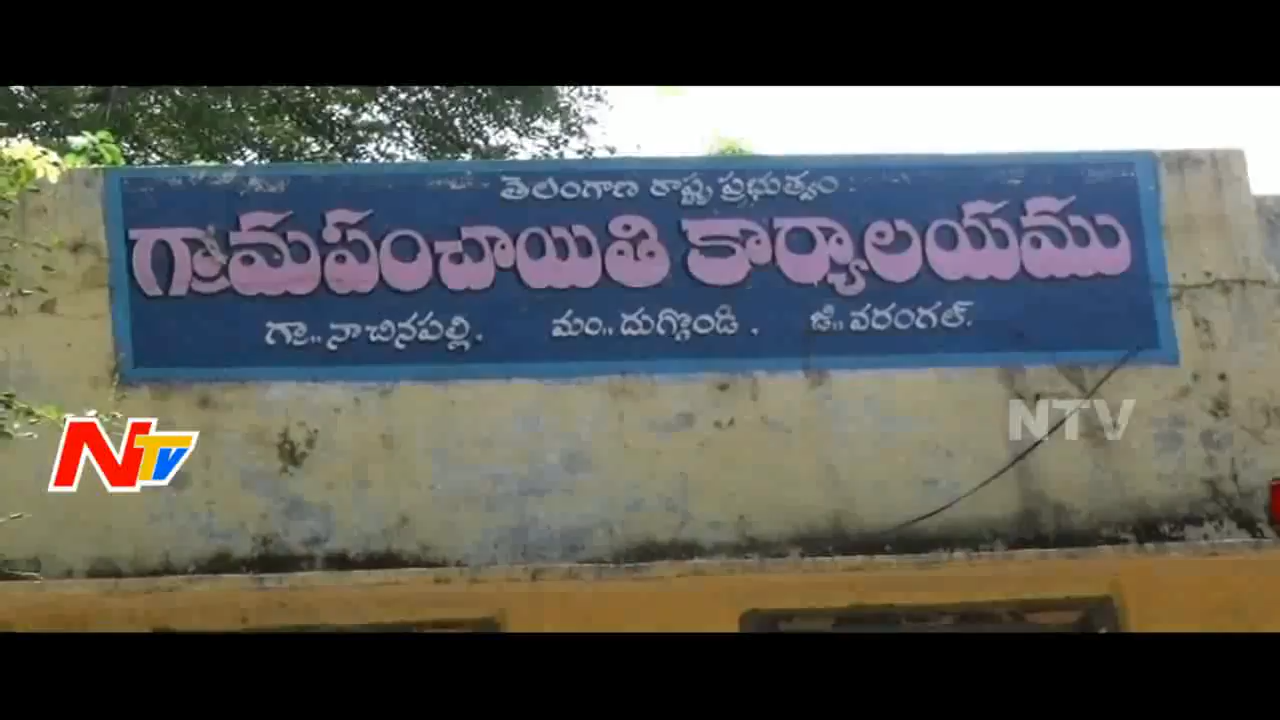 తెలంగాణ రాష్ట్ర ప్రభుత్వం
గ్రామపంచాయితి కార్యాలయము
గ్రా,, నాచినపల్లి. మం,, దుగ్గొండి . జి,, వరంగల్.
NTV
NTV